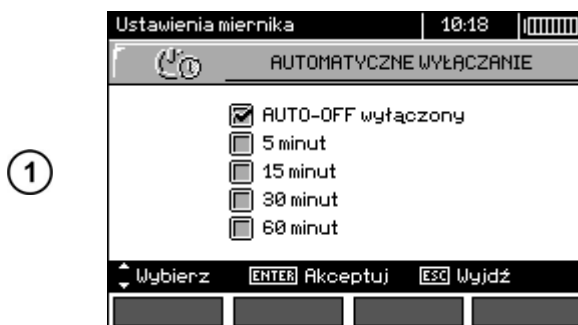 Ustawienia miernika 10:18
AUTOMATYCZNE WYŁĄCZANIE
AUTO-OFF wyłączony
5 minut
15 minut
1
30 minut
60 minut
Wybierz ENTER Akceptuj ESC Wyjdź